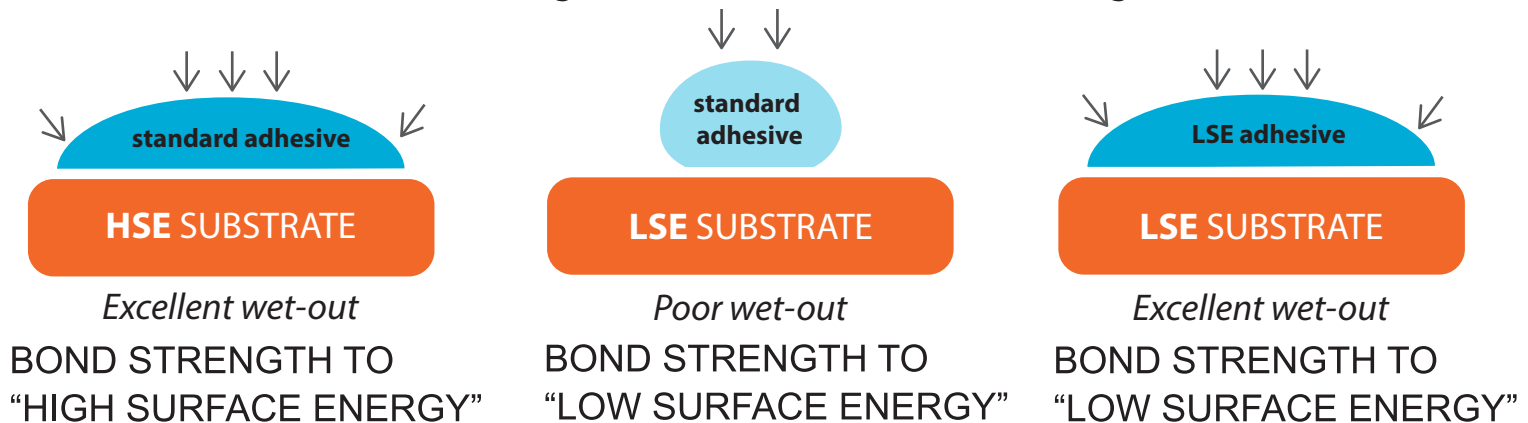 standard adhesive
HSE SUBSTRATE
Excellent wet-out
BOND STRENGTH TO
“HIGH SURFACE ENERGY”
standard
adhesive
LSE SUBSTRATE
Poor wet-out
BOND STRENGTH TO
“LOW SURFACE ENERGY”
LSE adhesive
LSE SUBSTRATE
Excellent wet-out
BOND STRENGTH TO
“LOW SURFACE ENERGY”